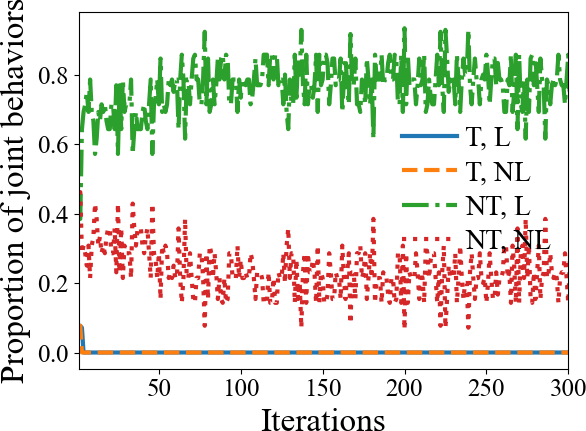 Proportion of joint behaviors
0.8
0.6
0.4
0.2
0.0
T, L
T, NL
NT, L
NT, NL
50
100
150
200
250
300
Iterations